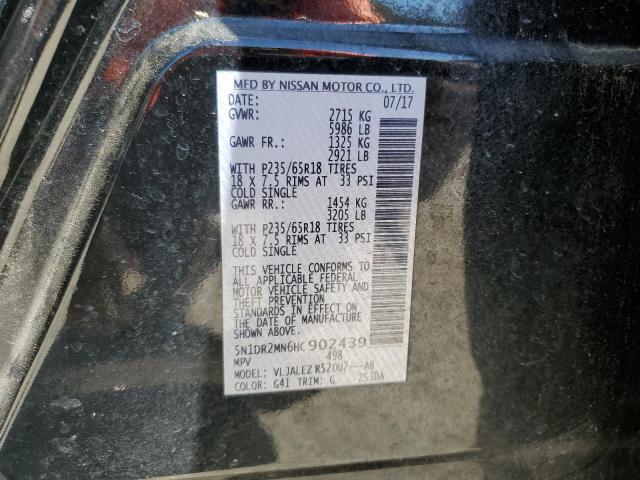 MFD BY NISSAN MOTOR CO., LTD.
DATE: 07/17
GVWR: 2715 KG
5986 LB
GAWR FR.: 1325 KG
2921 LB
WITH P235/65R18 TIRES
18 X 7.5 RIMS AT 33 PSI
COLD SINGLE
GAWR RR.: 1454 KG
3205 LB
WITH P235/65R18 TIRES
18 X 7.5 RIMS AT 33 PSI
COLD SINGLE
THIS VEHICLE CONFORMS TO
ALL APPLICABLE FEDERAL
MOTOR VEHICLE SAFETY AND
THEFT PREVENTION
STANDARDS IN EFFECT ON
THE DATE OF MANUFACTURE
SHOWN ABOVE.
5N1DR2MN6HC902439
MPV 498
MODEL: VLJALEZ R52DU7---AB
COLOR: G41 TRIM: G 2S3DA